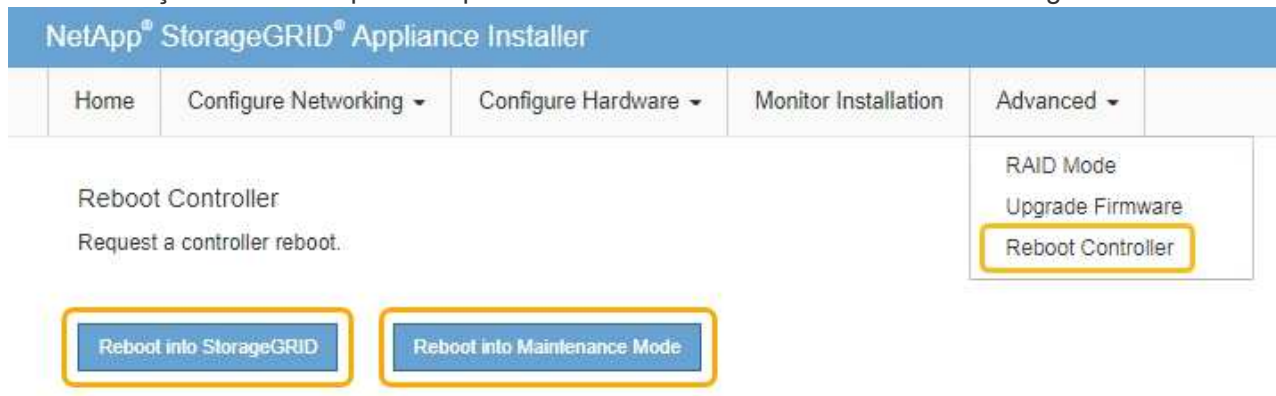 NetApp® StorageGRID® Appliance Installer
Home
Configure Networking
Configure Hardware
Monitor Installation
Advanced
RAID Mode
Upgrade Firmware
Reboot Controller
Reboot Controller
Request a controller reboot.
Reboot into StorageGRID
Reboot into Maintenance Mode